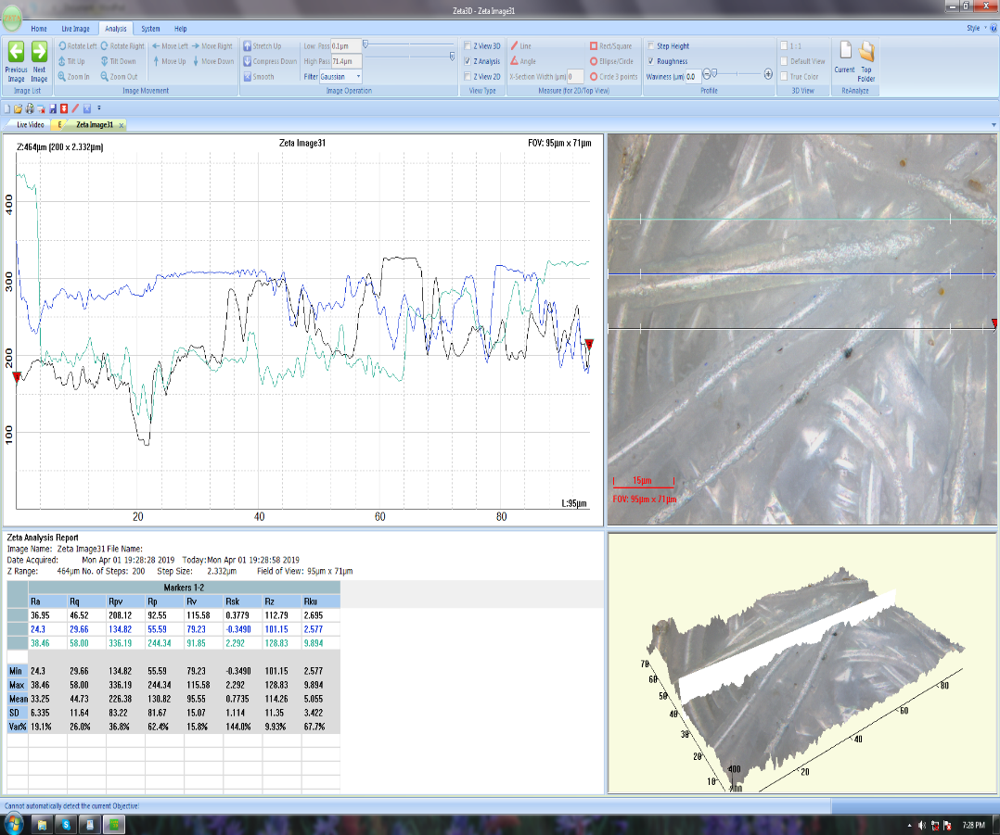 Zeta3D - Zeta Image31
ZETA
Home Live Image Analysis System Help Style
Previous Image Next Image
Image List
Rotate Left Rotate Right Move Left Move Right
Tilt Up Tilt Down Move Up Move Down
Zoom In Zoom Out
Image Movement
Stretch Up Low Pass 0.1µm
Compress Down High Pass 71.4µm
Smooth Filter Gaussian
Image Operation
Z View 3D
Z Analysis
Z View 2D
View Type
Line Rect/Square
Angle Ellipse/Circle
X-Section Width (µm) 0 Circle 3 points
Measure (for 2D/Top View)
Step Height
Roughness
Waviness (µm) 0.0
Profile
1 : 1
Default View
True Color
3D View
Current Top Folder
ReAnalyze
Live Video E Zeta Image31 x
Z:464µm (200 x 2.332µm) Zeta Image31 FOV: 95µm x 71µm
400
300
200
100
20 40 60 80
L:95µm
15µm
FOV: 95µm x 71µm
Zeta Analysis Report
Image Name: Zeta Image31 File Name:
Date Acquired: Mon Apr 01 19:28:28 2019 Today: Mon Apr 01 19:28:58 2019
Z Range: 464µm No. of Steps: 200 Step Size: 2.332µm Field of View: 95µm x 71µm
Markers 1-2
Ra Rq Rpv Rp Rv Rsk Rz Rku
36.95 46.52 208.12 92.55 115.58 0.3779 112.79 2.695
24.3 29.66 134.82 55.59 79.23 -0.3490 101.15 2.577
38.46 58.00 336.19 244.34 91.85 2.292 128.83 9.894
Min 24.3 29.66 134.82 55.59 79.23 -0.3490 101.15 2.577
Max 38.46 58.00 336.19 244.34 115.58 2.292 128.83 9.894
Mean 33.25 44.73 226.38 130.82 95.55 0.7735 114.26 5.055
SD 6.335 11.64 83.22 81.67 15.07 1.114 11.35 3.422
Var% 19.1% 26.0% 36.8% 62.4% 15.8% 144.0% 9.93% 67.7%
70
60
50
40
30
20
10
400
200
20
40
60
80
Cannot automatically detect the current Objective!
7:28 PM